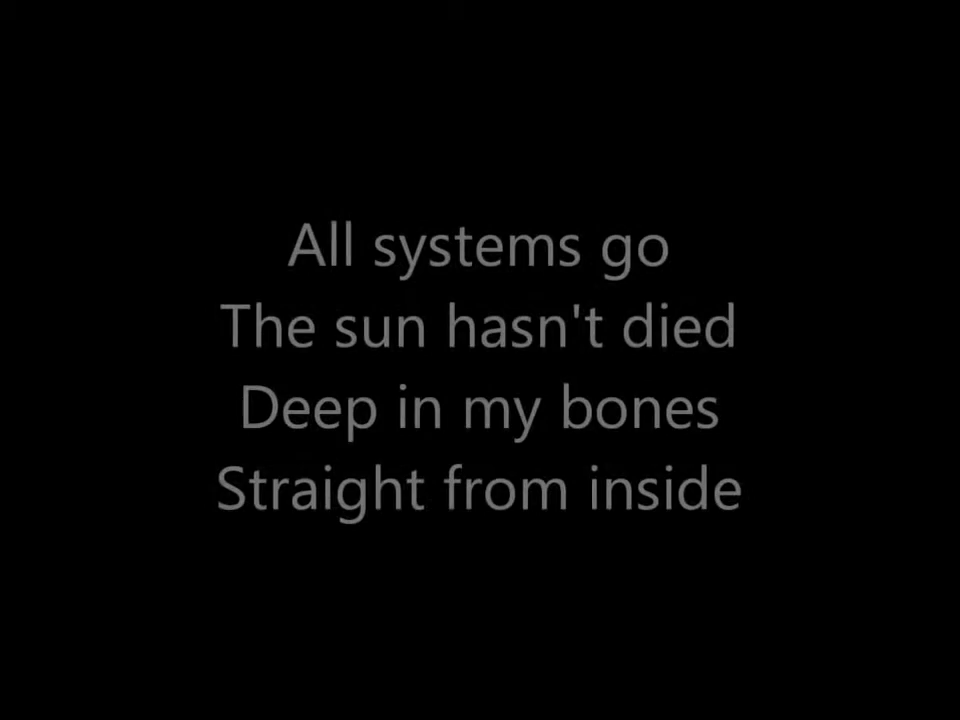 All systems go
The sun hasn't died
Deep in my bones
Straight from inside